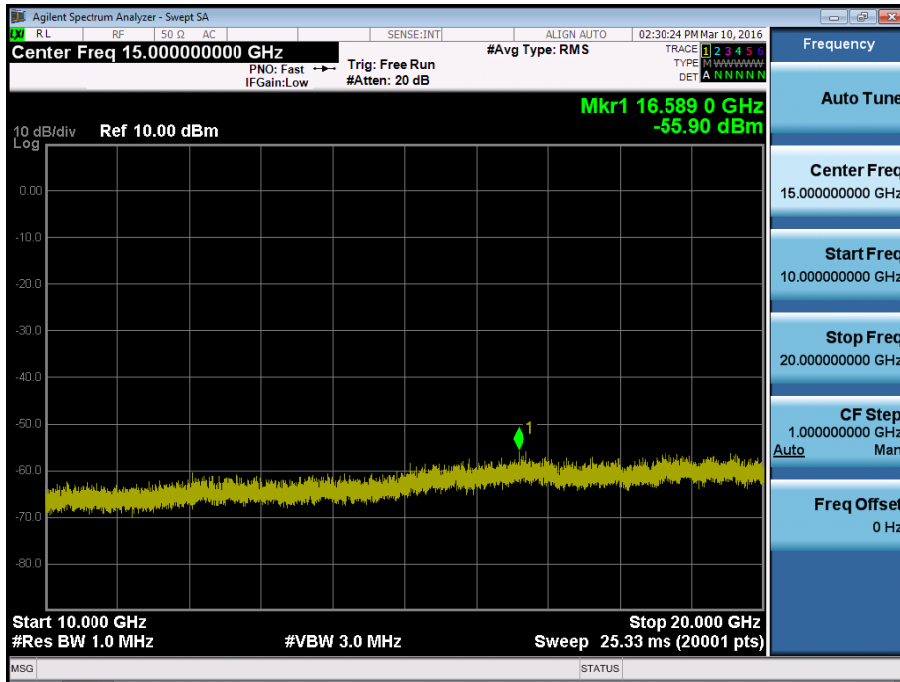 Agilent Spectrum Analyzer - Swept SA
LXI RL RF 50 Ω AC SENSE:INT ALIGN AUTO 02:30:24 PM Mar 10, 2016
Center Freq 15.000000000 GHz
PNO: Fast
IFGain:Low
Trig: Free Run
#Atten: 20 dB
#Avg Type: RMS
TRACE 1 2 3 4 5 6
TYPE M WWWWW
DET A N N N N N
Mkr1 16.589 0 GHz
-55.90 dBm
10 dB/div Ref 10.00 dBm
Log
0.00
-10.0
-20.0
-30.0
-40.0
-50.0
1
-60.0
-70.0
-80.0
Start 10.000 GHz Stop 20.000 GHz
#Res BW 1.0 MHz #VBW 3.0 MHz Sweep 25.33 ms (20001 pts)
MSG STATUS
Frequency
Auto Tune
Center Freq
15.000000000 GHz
Start Freq
10.000000000 GHz
Stop Freq
20.000000000 GHz
CF Step
1.000000000 GHz
Auto Man
Freq Offset
0 Hz